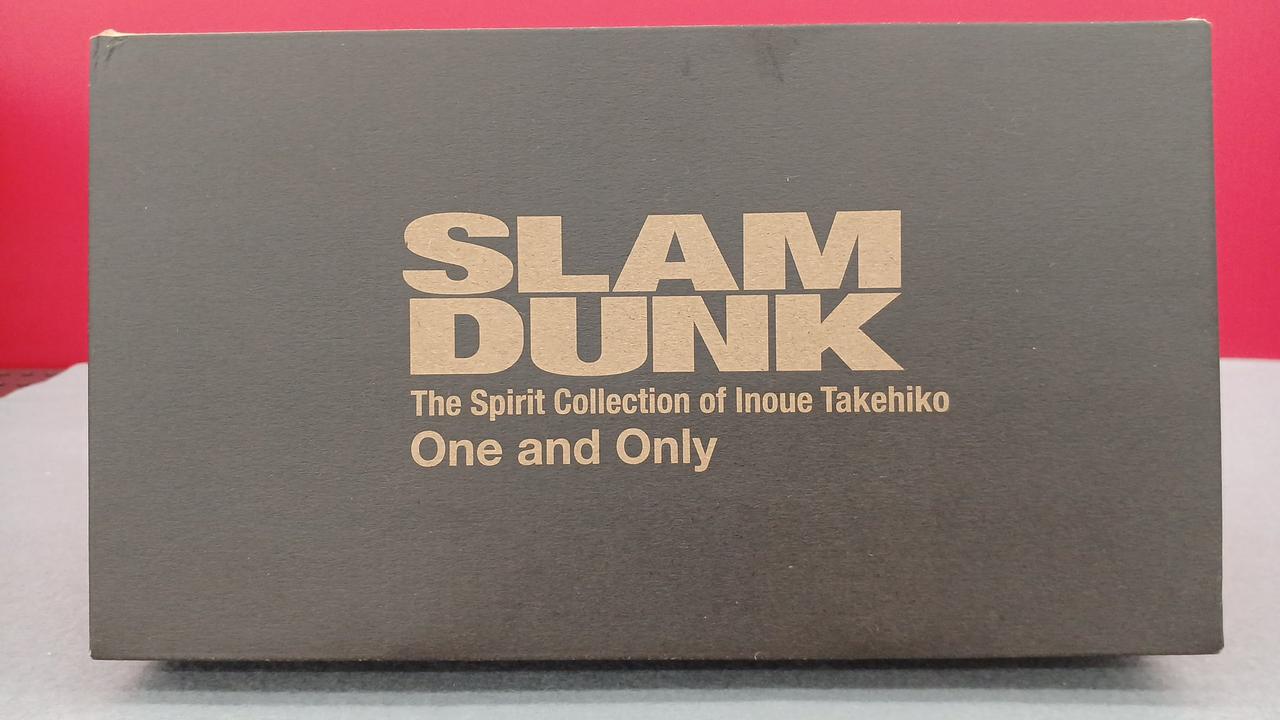 SLAM
DUNK
The Spirit Collection of Inoue Takehiko
One and Only